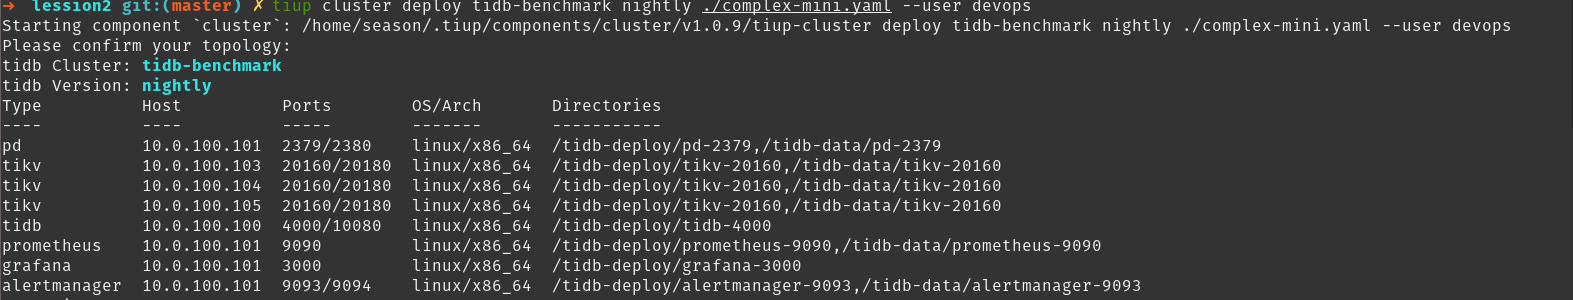 ➜  lession2 git:(master) ✗ tiup cluster deploy tidb-benchmark nightly ./complex-mini.yaml --user devops
Starting component `cluster`: /home/season/.tiup/components/cluster/v1.0.9/tiup-cluster deploy tidb-benchmark nightly ./complex-mini.yaml --user devops
Please confirm your topology:
tidb Cluster: tidb-benchmark
tidb Version: nightly
Type          Host          Ports        OS/Arch       Directories
----          ----          -----        -------       -----------
pd            10.0.100.101  2379/2380    linux/x86_64  /tidb-deploy/pd-2379,/tidb-data/pd-2379
tikv          10.0.100.103  20160/20180  linux/x86_64  /tidb-deploy/tikv-20160,/tidb-data/tikv-20160
tikv          10.0.100.104  20160/20180  linux/x86_64  /tidb-deploy/tikv-20160,/tidb-data/tikv-20160
tikv          10.0.100.105  20160/20180  linux/x86_64  /tidb-deploy/tikv-20160,/tidb-data/tikv-20160
tidb          10.0.100.100  4000/10080   linux/x86_64  /tidb-deploy/tidb-4000
prometheus    10.0.100.101  9090         linux/x86_64  /tidb-deploy/prometheus-9090,/tidb-data/prometheus-9090
grafana       10.0.100.101  3000         linux/x86_64  /tidb-deploy/grafana-3000
alertmanager  10.0.100.101  9093/9094    linux/x86_64  /tidb-deploy/alertmanager-9093,/tidb-data/alertmanager-9093